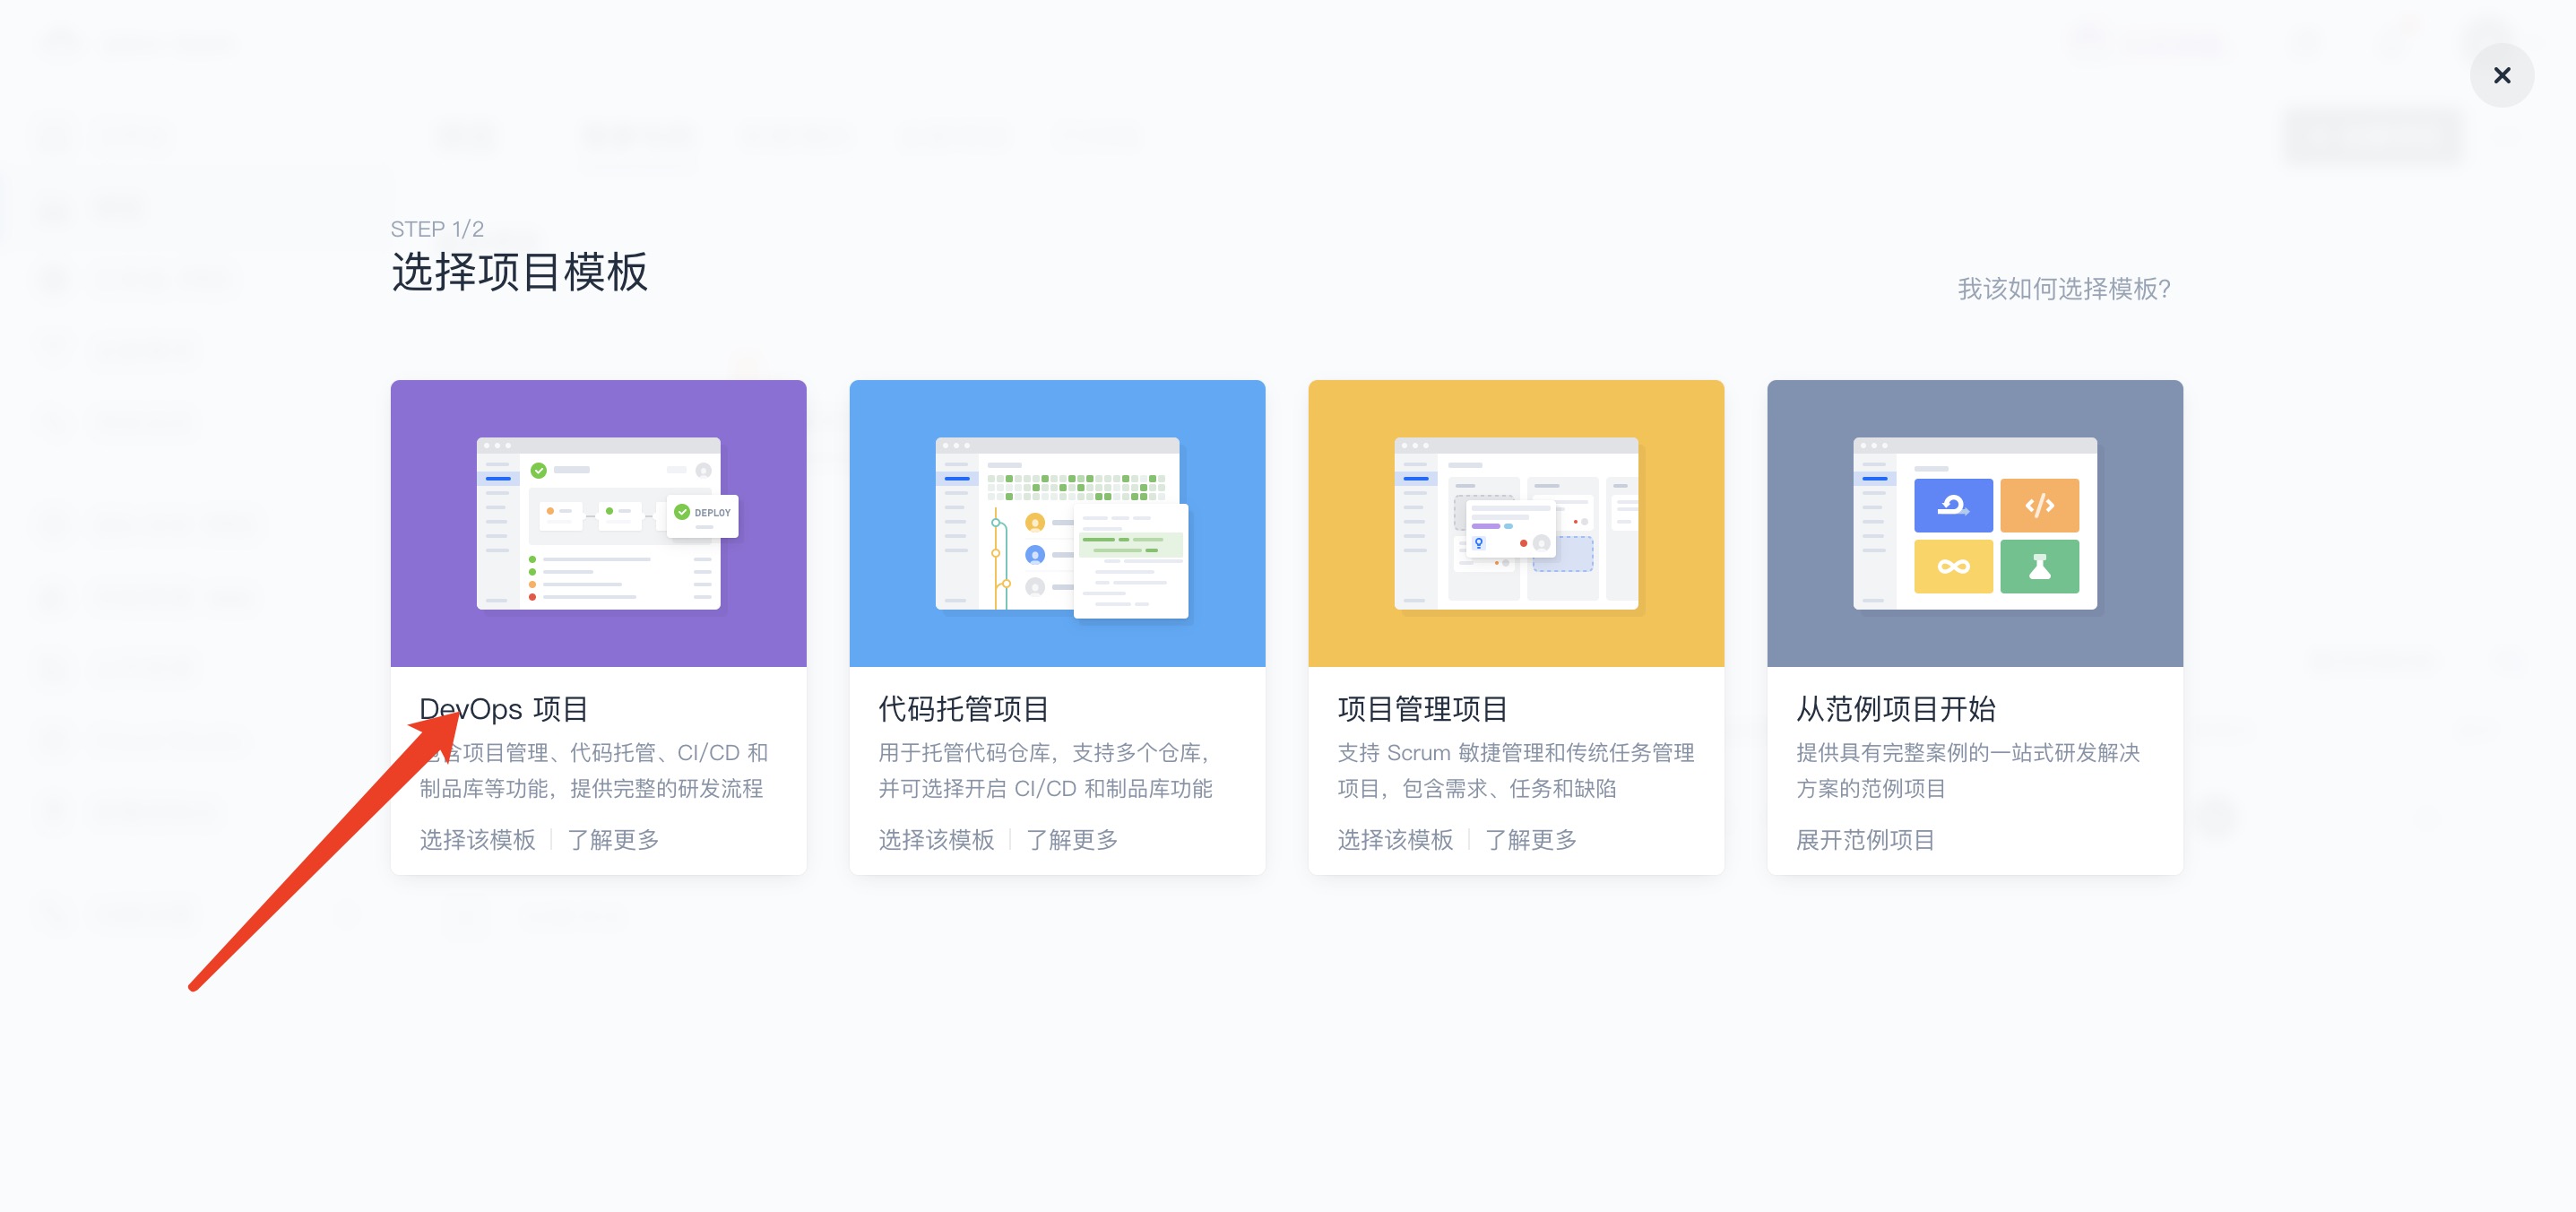 STEP 1/2
选择项目模板
我该如何选择模板?
DEPLOY
DevOps 项目
包含项目管理、代码托管、CI/CD 和
制品库等功能，提供完整的研发流程
选择该模板 | 了解更多
代码托管项目
用于托管代码仓库，支持多个仓库，
并可选择开启 CI/CD 和制品库功能
选择该模板 | 了解更多
项目管理项目
支持 Scrum 敏捷管理和传统任务管理
项目，包含需求、任务和缺陷
选择该模板 | 了解更多
从范例项目开始
提供具有完整案例的一站式研发解决
方案的范例项目
展开范例项目